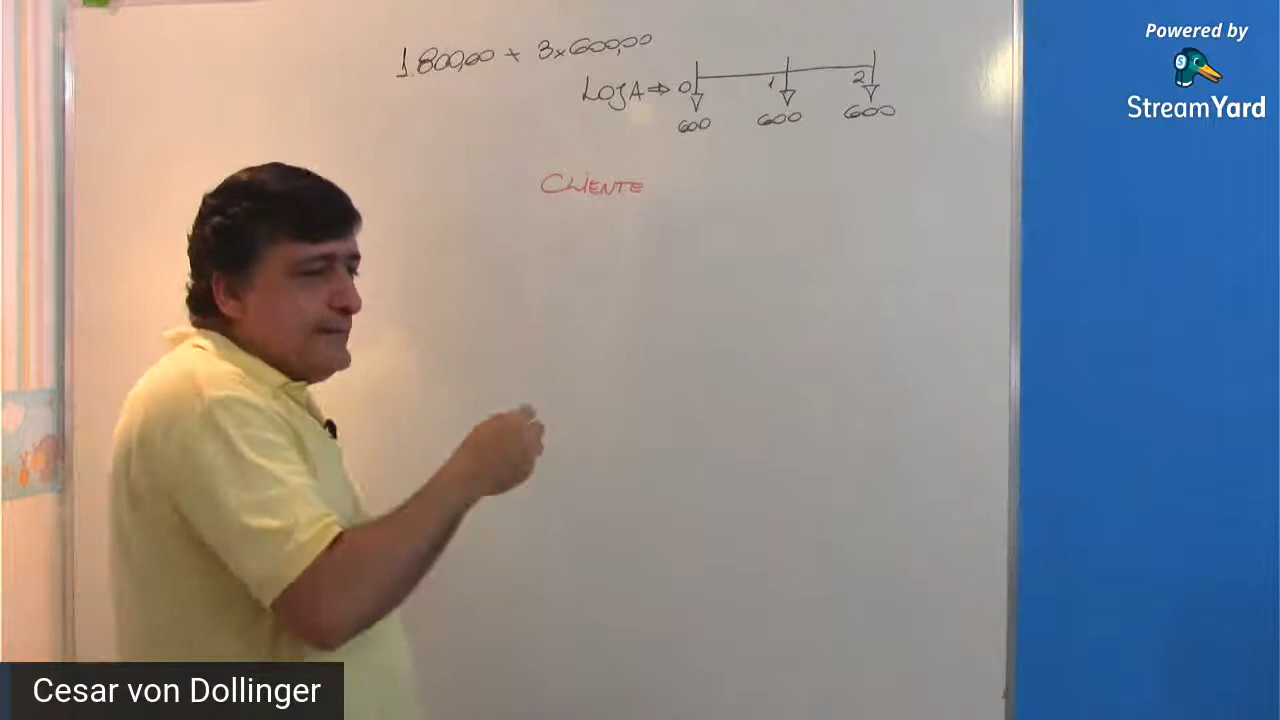 1.800,00 + 3x600,00
LOJA ⇒ 0 1 2
600 600 600
CLIENTE
Powered by
StreamYard
Cesar von Dollinger